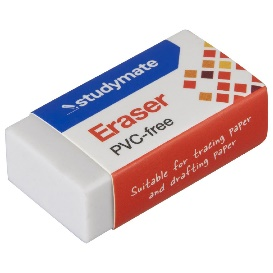 studymate
Eraser
PVC-free
Suitable for tracing paper
and drafting paper